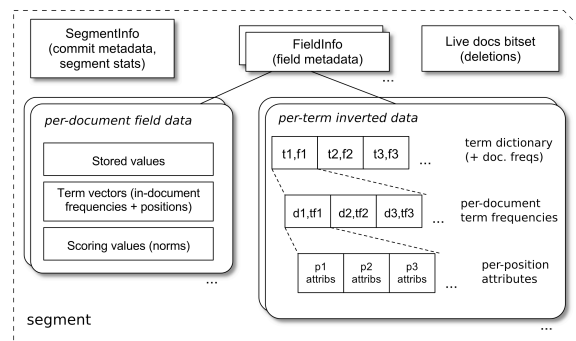 SegmentInfo
(commit metadata,
segment stats)
FieldInfo
(field metadata)
...
Live docs bitset
(deletions)
per-document field data
Stored values
Term vectors (in-document
frequencies + positions)
Scoring values (norms)
...
per-term inverted data
t1,f1 t2,f2 t3,f3 ...
term dictionary
(+ doc. freqs)
d1,tf1 d2,tf2 d3,tf3 ...
per-document
term frequencies
p1 attribs p2 attribs p3 attribs ...
per-position
attributes
...
segment